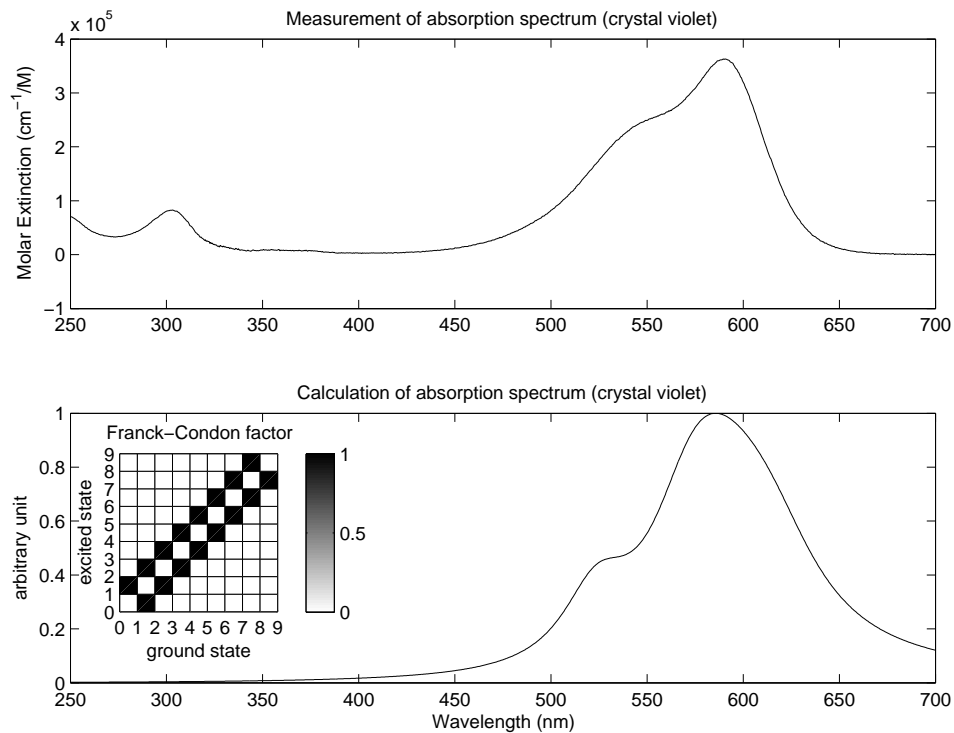 Measurement of absorption spectrum (crystal violet)
x 10^5
4
3
2
1
0
−1
Molar Extinction (cm^−1/M)
250 300 350 400 450 500 550 600 650 700
Calculation of absorption spectrum (crystal violet)
1
0.8
0.6
0.4
0.2
0
arbitrary unit
Franck−Condon factor
9
8
7
6
5
4
3
2
1
0
excited state
0 1 2 3 4 5 6 7 8 9
ground state
1
0.5
0
250 300 350 400 450 500 550 600 650 700
Wavelength (nm)